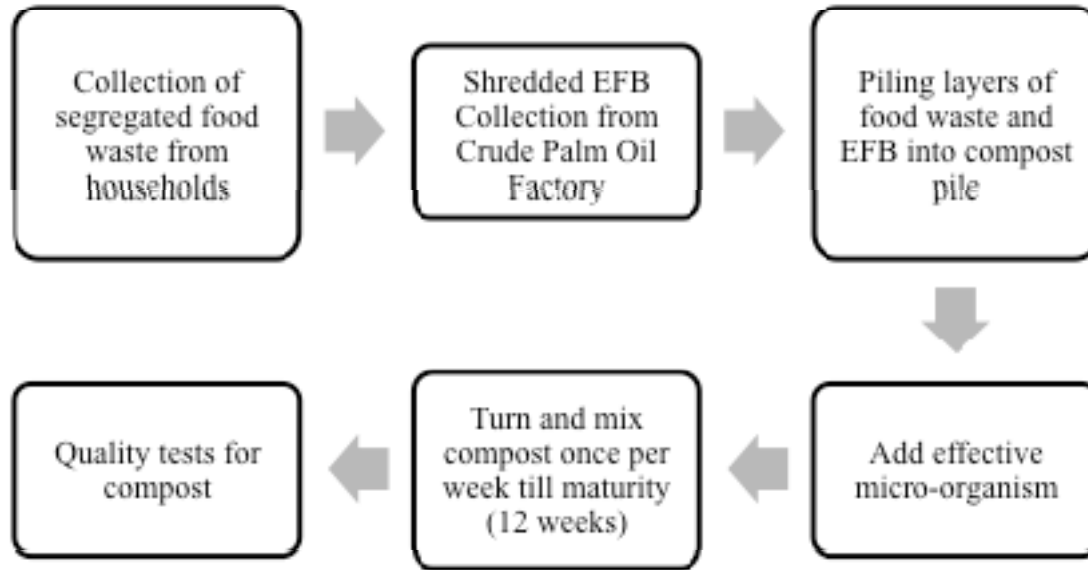 Collection of
segregated food
waste from
households
Shredded EFB
Collection from
Crude Palm Oil
Factory
Piling layers of
food waste and
EFB into compost
pile
Add effective
micro-organism
Turn and mix
compost once per
week till maturity
(12 weeks)
Quality tests for
compost